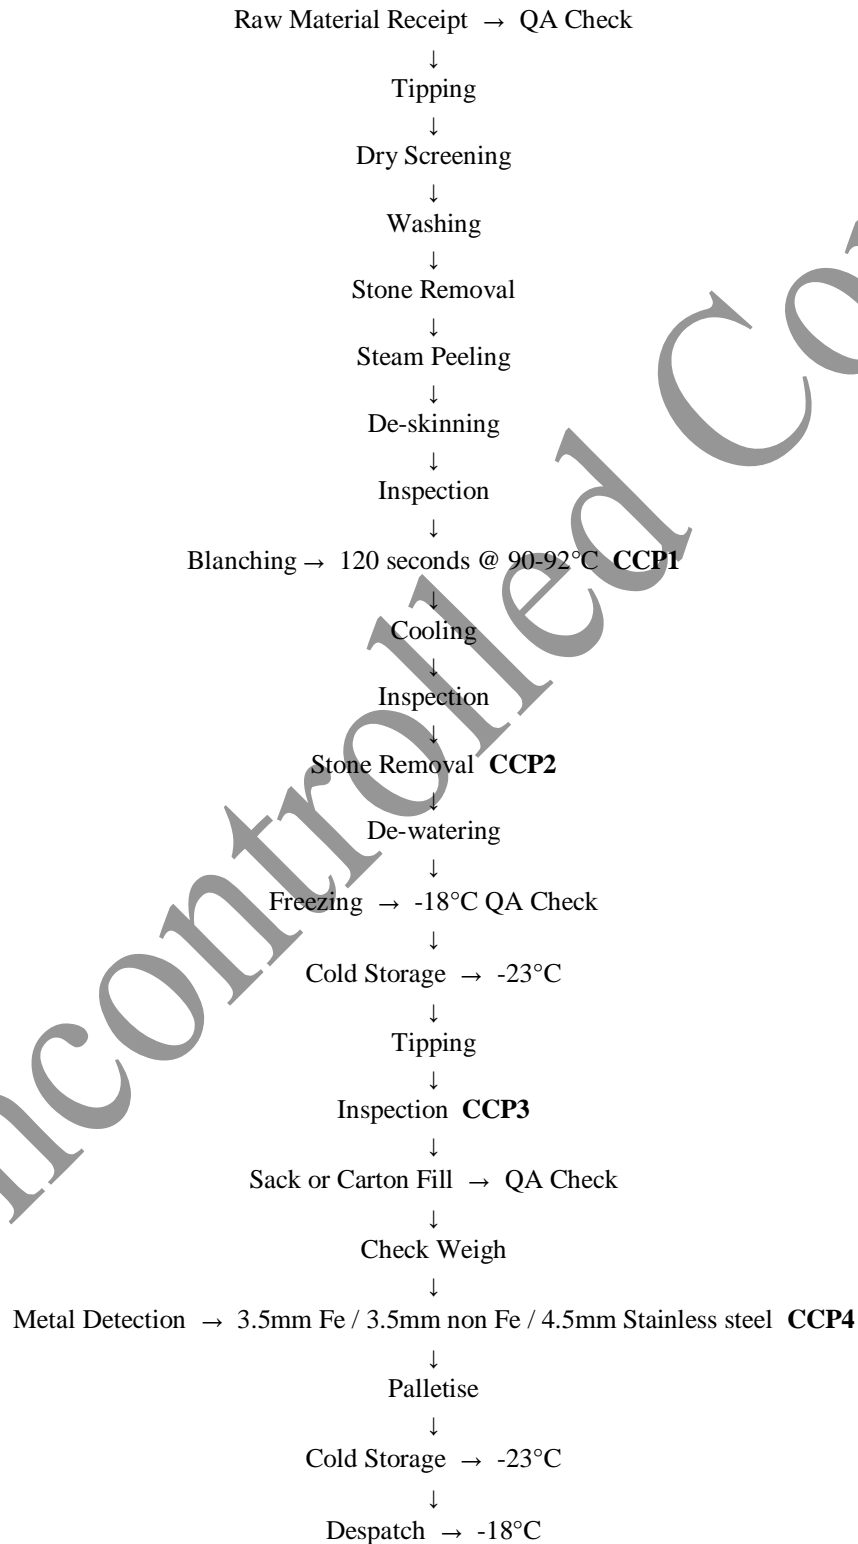 Raw Material Receipt → QA Check
↓
Tipping
↓
Dry Screening
↓
Washing
↓
Stone Removal
↓
Steam Peeling
↓
De-skinning
↓
Inspection
↓
Blanching → 120 seconds @ 90-92°C CCP1
↓
Cooling
↓
Inspection
↓
Stone Removal CCP2
↓
De-watering
↓
Freezing → -18°C QA Check
↓
Cold Storage → -23°C
↓
Tipping
↓
Inspection CCP3
↓
Sack or Carton Fill → QA Check
↓
Check Weigh
↓
Metal Detection → 3.5mm Fe / 3.5mm non Fe / 4.5mm Stainless steel CCP4
↓
Palletise
↓
Cold Storage → -23°C
↓
Despatch → -18°C